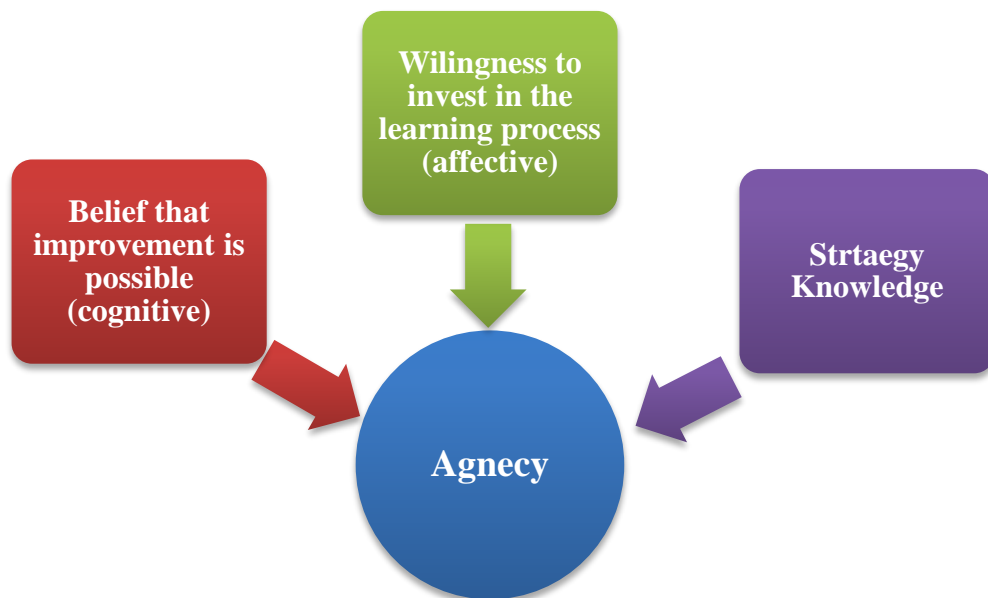 Wilingness to
invest in the
learning process
(affective)
Belief that
improvement is
possible
(cognitive)
Strtaegy
Knowledge
Agnecy